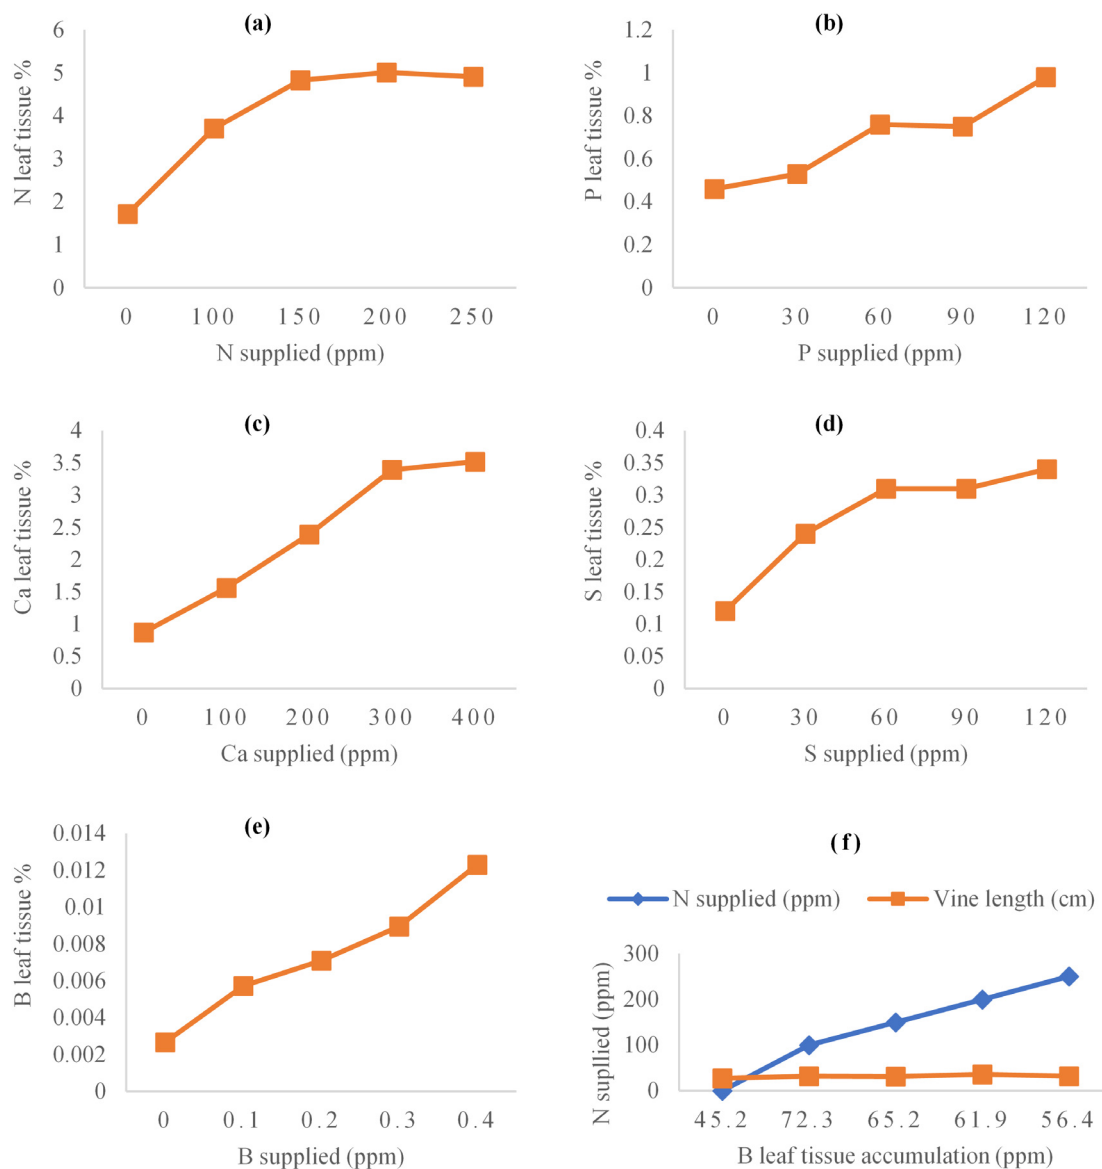 (a)
N leaf tissue %
6
5
4
3
2
1
0
0 100 150 200 250
N supplied (ppm)
(b)
P leaf tissue %
1.2
1
0.8
0.6
0.4
0.2
0
0 30 60 90 120
P supplied (ppm)
(c)
Ca leaf tissue %
4
3.5
3
2.5
2
1.5
1
0.5
0
0 100 200 300 400
Ca supplied (ppm)
(d)
S leaf tissue %
0.4
0.35
0.3
0.25
0.2
0.15
0.1
0.05
0
0 30 60 90 120
S supplied (ppm)
(e)
B leaf tissue %
0.014
0.012
0.01
0.008
0.006
0.004
0.002
0
0 0.1 0.2 0.3 0.4
B supplied (ppm)
(f)
N supplied (ppm) Vine length (cm)
N supllied (ppm)
300
200
100
0
45.2 72.3 65.2 61.9 56.4
B leaf tissue accumulation (ppm)